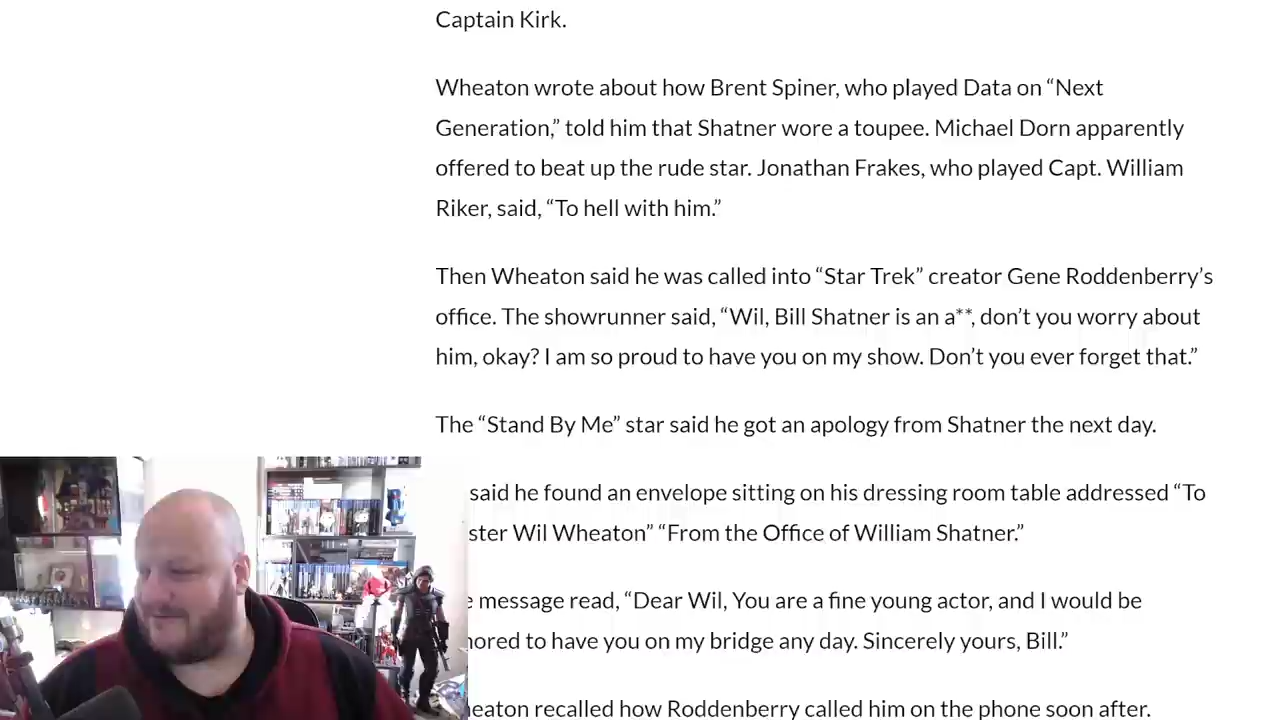 Captain Kirk.
Wheaton wrote about how Brent Spiner, who played Data on “Next
Generation,” told him that Shatner wore a toupee. Michael Dorn apparently
offered to beat up the rude star. Jonathan Frakes, who played Capt. William
Riker, said, “To hell with him.”
Then Wheaton said he was called into “Star Trek” creator Gene Roddenberry’s
office. The showrunner said, “Wil, Bill Shatner is an a**, don’t you worry about
him, okay? I am so proud to have you on my show. Don’t you ever forget that.”
The “Stand By Me” star said he got an apology from Shatner the next day.
said he found an envelope sitting on his dressing room table addressed “To
ster Wil Wheaton” “From the Office of William Shatner.”
e message read, “Dear Wil, You are a fine young actor, and I would be
nored to have you on my bridge any day. Sincerely yours, Bill.”
eaton recalled how Roddenberry called him on the phone soon after.